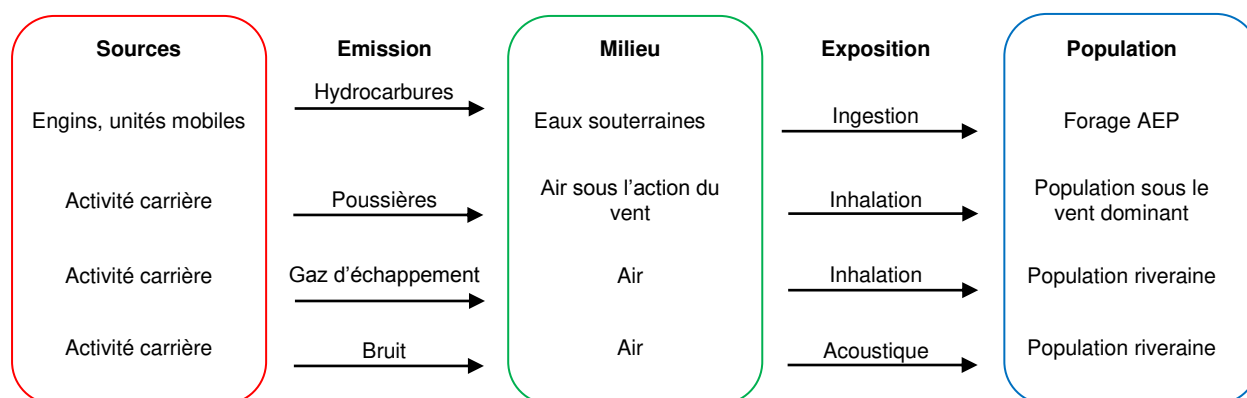 Sources Emission Milieu Exposition Population
Hydrocarbures
Engins, unités mobiles Eaux souterraines Ingestion Forage AEP
Activité carrière Poussières Air sous l’action du
vent Inhalation Population sous le
vent dominant
Activité carrière Gaz d’échappement Air Inhalation Population riveraine
Activité carrière Bruit Air Acoustique Population riveraine